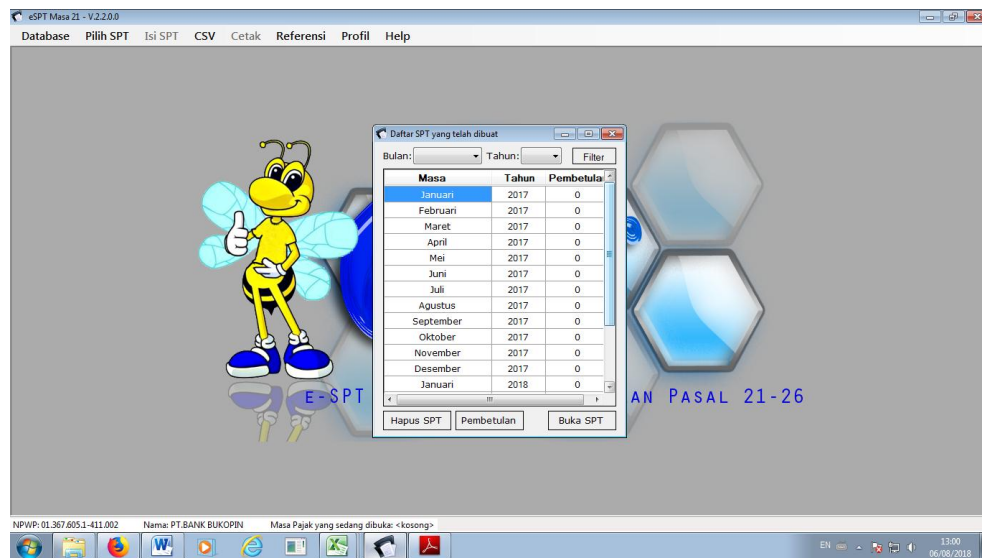 eSPT Masa 21 - V.2.2.0.0
Database Pilih SPT Isi SPT CSV Cetak Referensi Profil Help
Daftar SPT yang telah dibuat
Bulan: Tahun: Filter
Masa Tahun Pembetula
Januari 2017 0
Februari 2017 0
Maret 2017 0
April 2017 0
Mei 2017 0
Juni 2017 0
Juli 2017 0
Agustus 2017 0
September 2017 0
Oktober 2017 0
November 2017 0
Desember 2017 0
Januari 2018 0
e-SPT an Pasal 21-26
Hapus SPT Pembetulan Buka SPT
NPWP: 01.367.605.1-411.002 Nama: PT.BANK BUKOPIN Masa Pajak yang sedang dibuka: <kosong>
EN 13:00
06/08/2018